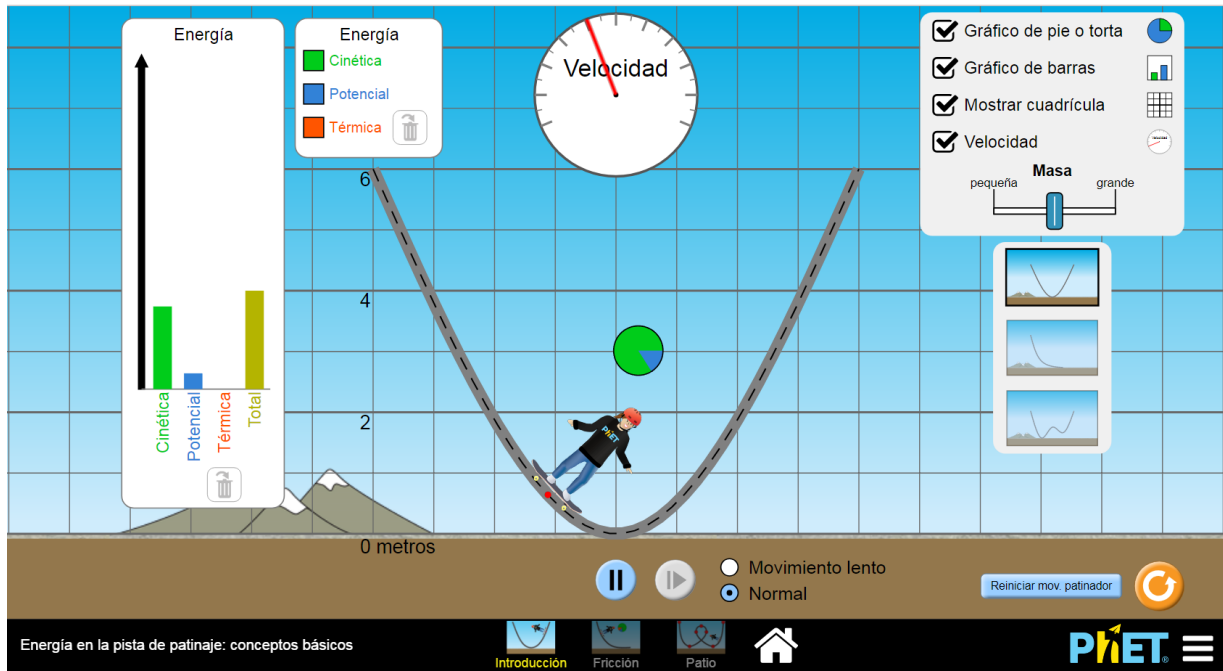 Energía
Cinética
Potencial
Térmica
Total
Energía
Cinética
Potencial
Térmica
Velocidad
Gráfico de pie o torta
Gráfico de barras
Mostrar cuadrícula
Velocidad
Masa
pequeña
grande
6
4
2
0 metros
PhET
Movimiento lento
Normal
Reiniciar mov. patinador
Energía en la pista de patinaje: conceptos básicos
Introducción
Fricción
Patio
PhET